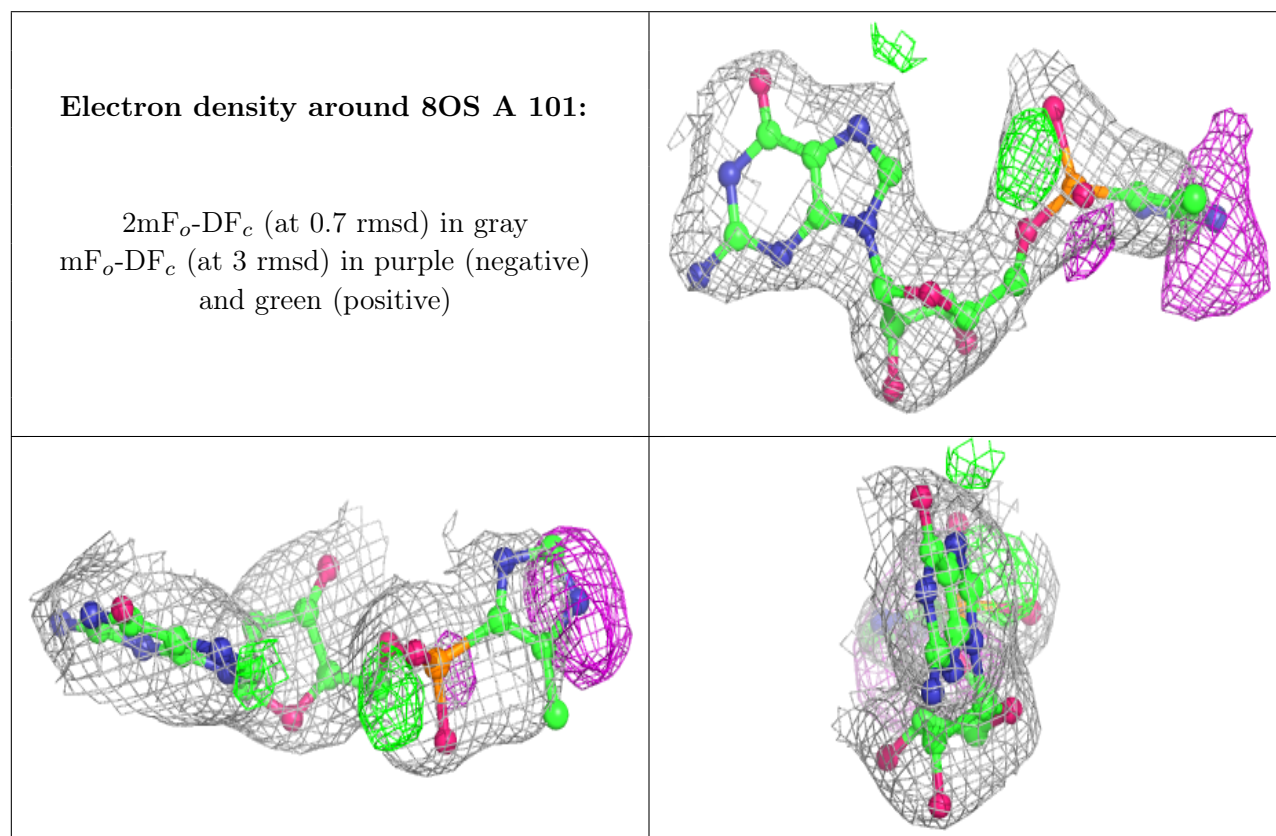 Electron density around 8OS A 101:
2mFo-DFc (at 0.7 rmsd) in gray
mFo-DFc (at 3 rmsd) in purple (negative)
and green (positive)